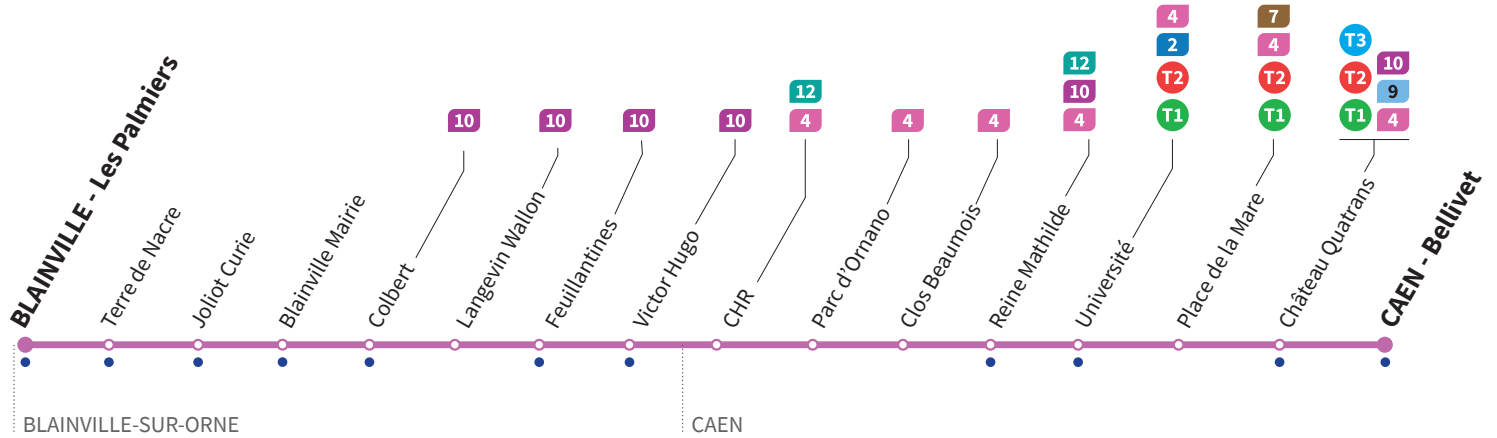 BLAINVILLE - Les Palmiers
Terre de Nacre
Joliot Curie
Blainville Mairie
Colbert
10
Langevin Wallon
10
Feuillantines
10
Victor Hugo
10
CHR
12
4
Parc d'Ornano
4
Clos Beaumois
4
Reine Mathilde
12
10
4
Université
4
2
T2
T1
Place de la Mare
7
4
T2
T1
Château Quatrans
T3
T2
T1
10
9
4
CAEN - Bellivet
BLAINVILLE-SUR-ORNE
CAEN